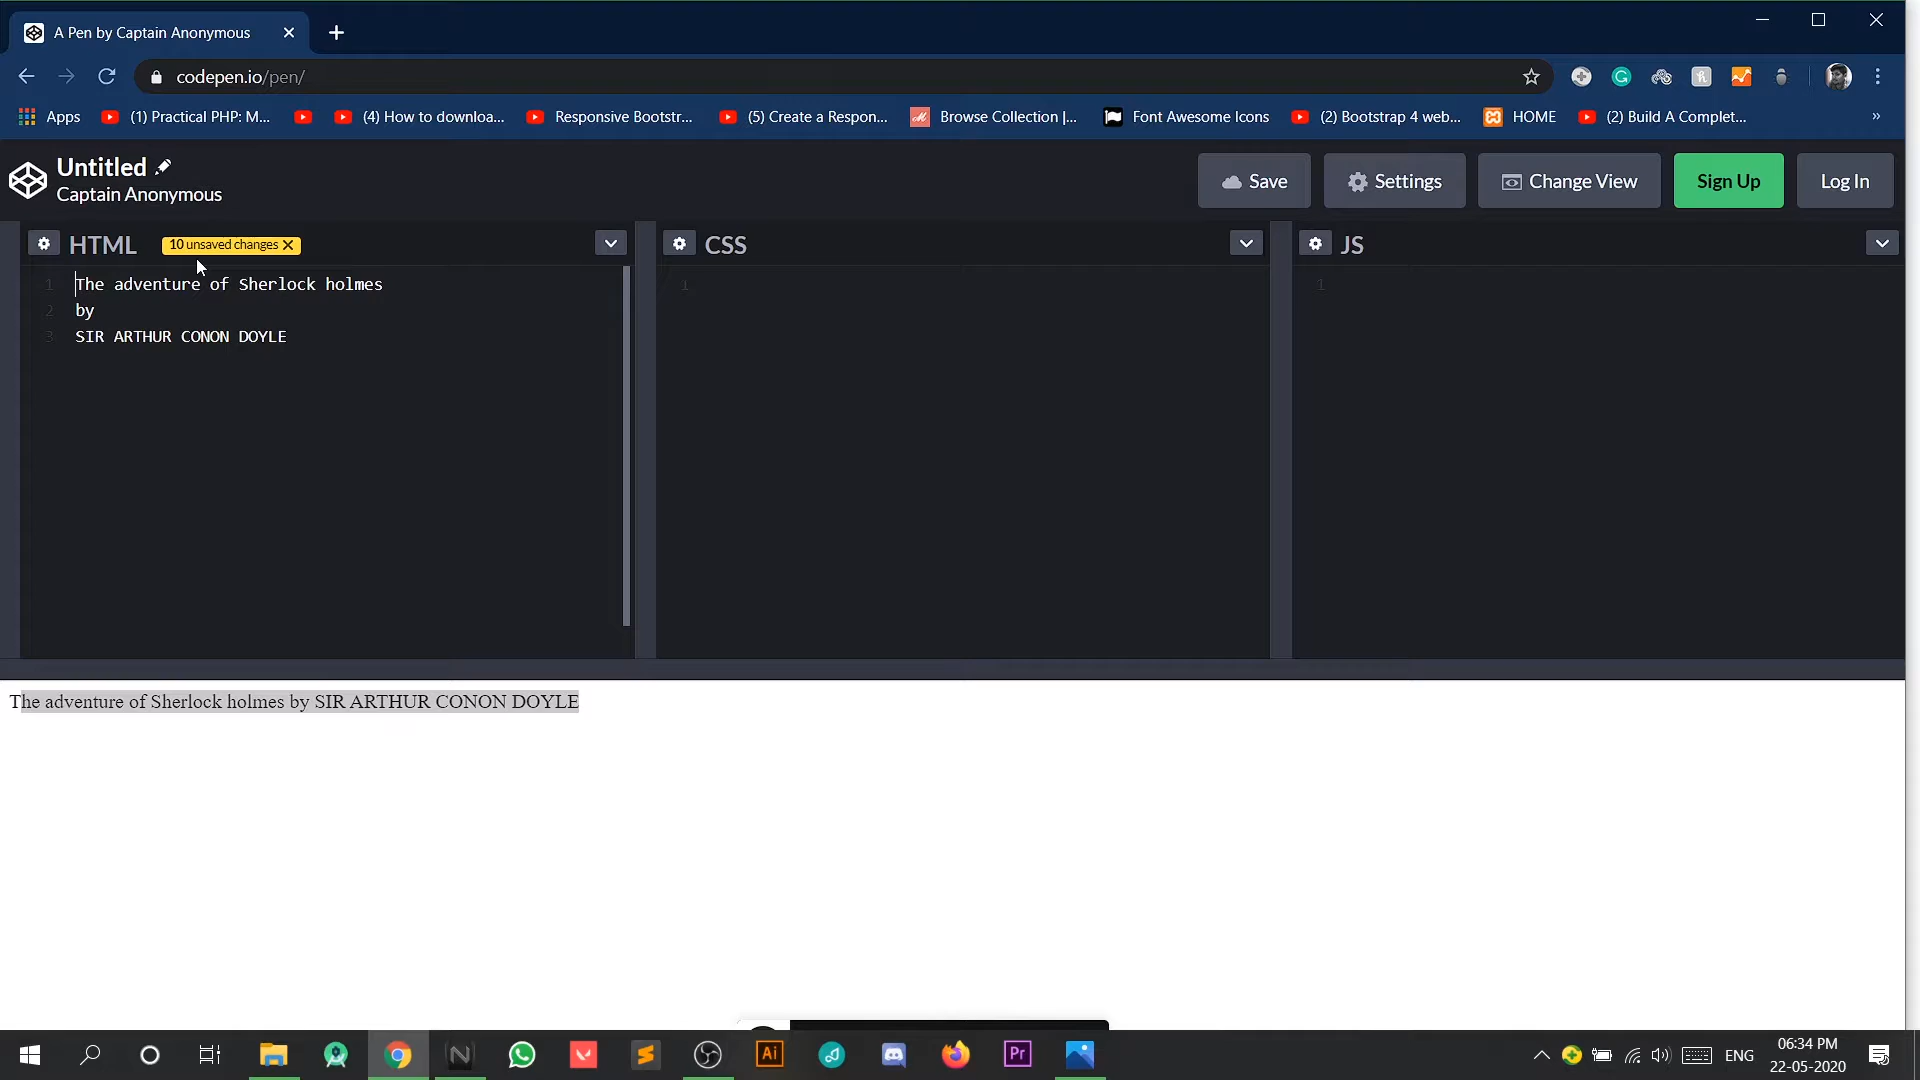 A Pen by Captain Anonymous
codepen.io/pen/
Apps
(1) Practical PHP: M...
(4) How to downloa...
Responsive Bootstr...
(5) Create a Respon...
Browse Collection |...
Font Awesome Icons
(2) Bootstrap 4 web...
HOME
(2) Build A Complet...
»
Untitled
Captain Anonymous
Save
Settings
Change View
Sign Up
Log In
HTML
10 unsaved changes
CSS
JS
1 The adventure of Sherlock holmes
2 by
3 SIR ARTHUR CONON DOYLE
1
1
The adventure of Sherlock holmes by SIR ARTHUR CONON DOYLE
Ai
Pr
ENG
06:34 PM
22-05-2020